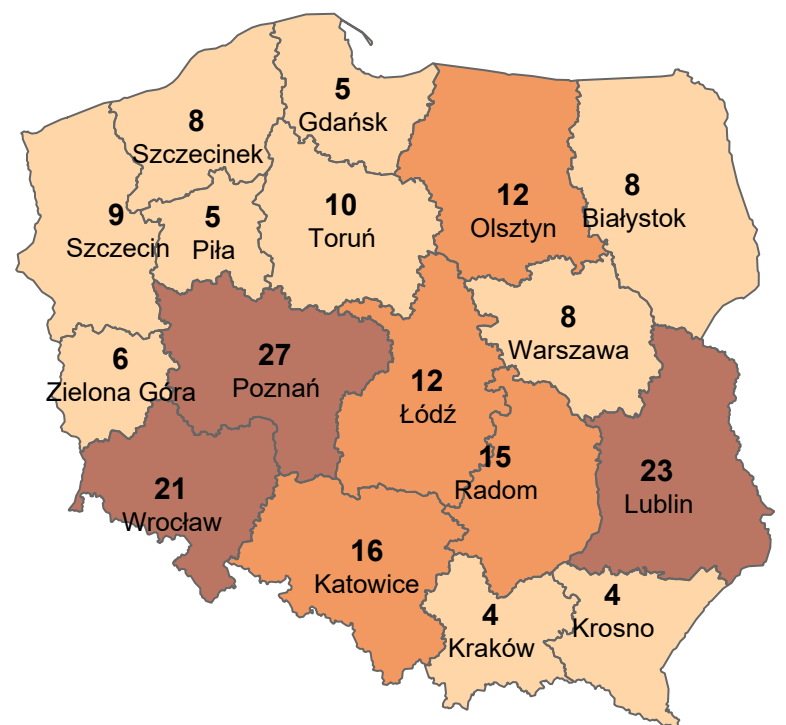 5
Gdańsk
8
Szczecinek
12
Olsztyn
8
Białystok
9
Szczecin
5
Piła
10
Toruń
8
Warszawa
6
Zielona Góra
27
Poznań
12
Łódź
15
Radom
23
Lublin
21
Wrocław
16
Katowice
4
Kraków
4
Krosno